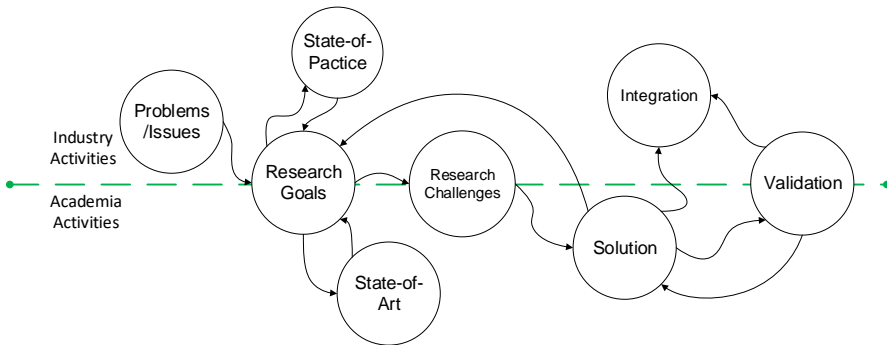 State-of-
Pactice
Problems
/Issues
Integration
Industry
Activities
Research
Goals
Research
Challenges
Validation
Academia
Activities
Solution
State-of-
Art